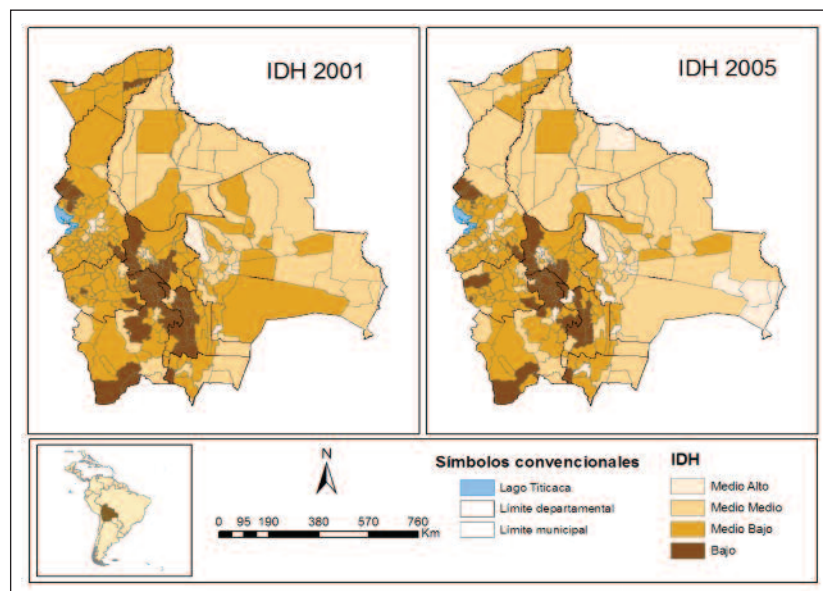 IDH 2001
IDH 2005
N
0 95 190 380 570 760
Km
Símbolos convencionales
Lago Titicaca
Límite departamental
Límite municipal
IDH
Medio Alto
Medio Medio
Medio Bajo
Bajo